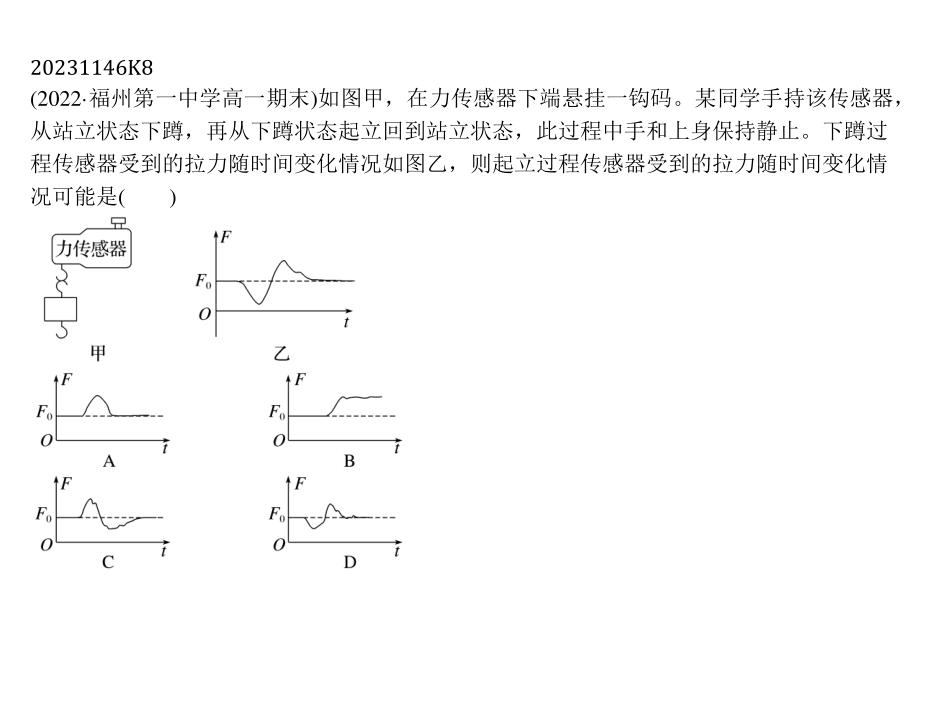 20231146K8
(2022·福州第一中学高一期末)如图甲，在力传感器下端悬挂一钩码。某同学手持该传感器，
从站立状态下蹲，再从下蹲状态起立回到站立状态，此过程中手和上身保持静止。下蹲过
程传感器受到的拉力随时间变化情况如图乙，则起立过程传感器受到的拉力随时间变化情
况可能是(　　)
力传感器
F
F₀
O
t
甲
乙
F
F₀
O
t
A
F
F₀
O
t
B
F
F₀
O
t
C
F
F₀
O
t
D